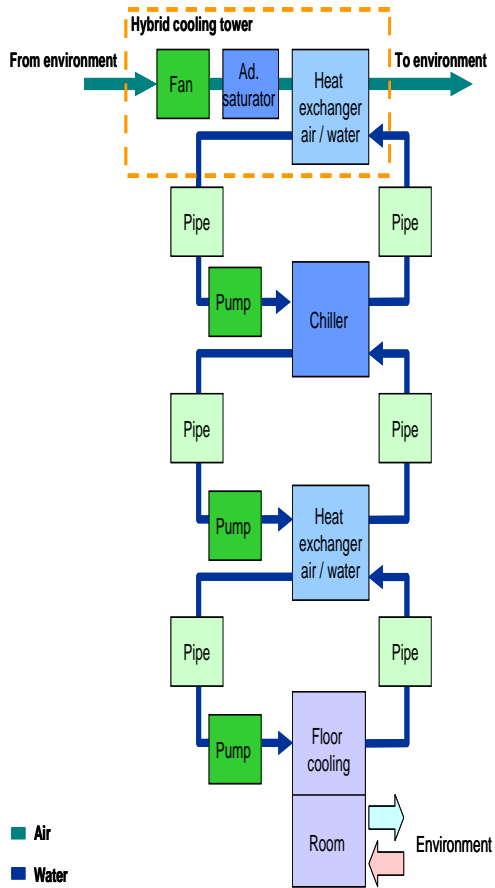 Hybrid cooling tower
From environment
To environment
Fan
Ad.
saturator
Heat
exchanger
air / water
Pipe
Pipe
Pump
Chiller
Pipe
Pipe
Pump
Heat
exchanger
air / water
Pipe
Pipe
Pump
Floor
cooling
Room
Environment
Air
Water